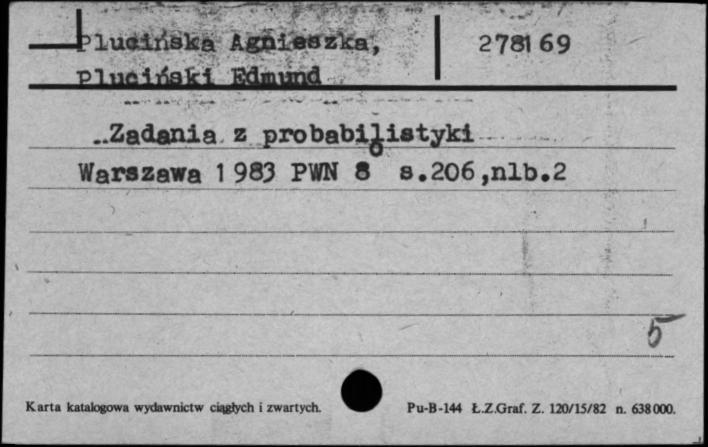 Plucińska Agnieszka,
278169
Pluciński Edmund
..Zadania z probabilistyki
Warszawa 1983 PWN 8° s.206,nlb.2
5
Karta katalogowa wydawnictw ciągłych i zwartych.
Pu-B-144 Ł.Z.Graf. Z. 120/15/82 n. 638000.